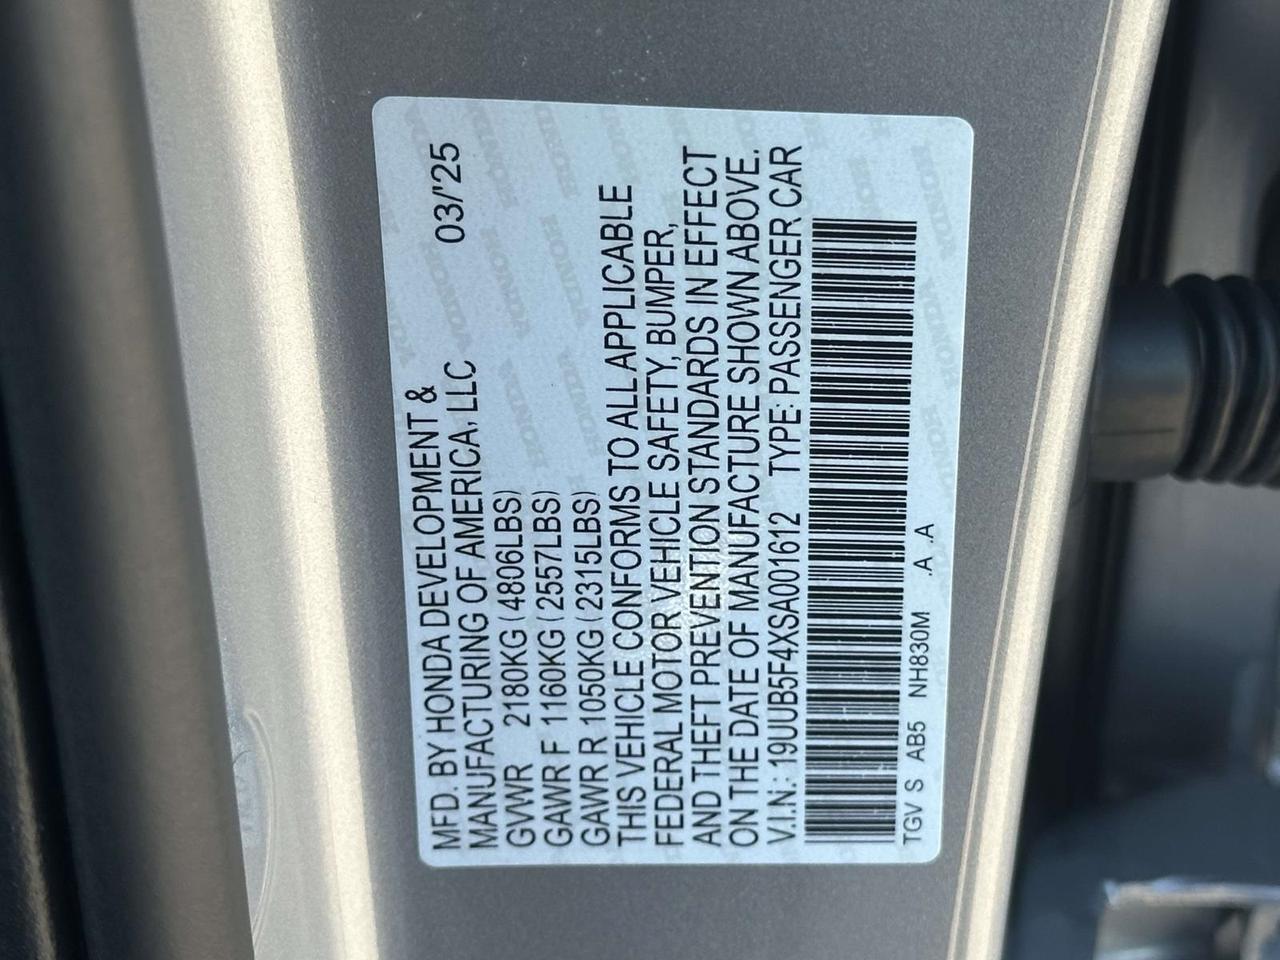 MFD. BY HONDA DEVELOPMENT & 03/'25
MANUFACTURING OF AMERICA, LLC
GVWR 2180KG (4806LBS)
GAWR F 1160KG (2557LBS)
GAWR R 1050KG (2315LBS)
THIS VEHICLE CONFORMS TO ALL APPLICABLE
FEDERAL MOTOR VEHICLE SAFETY, BUMPER,
AND THEFT PREVENTION STANDARDS IN EFFECT
ON THE DATE OF MANUFACTURE SHOWN ABOVE.
V.I.N.: 19UUB5F4XSA001612 TYPE: PASSENGER CAR
TGV S AB5 NH830M .A .A